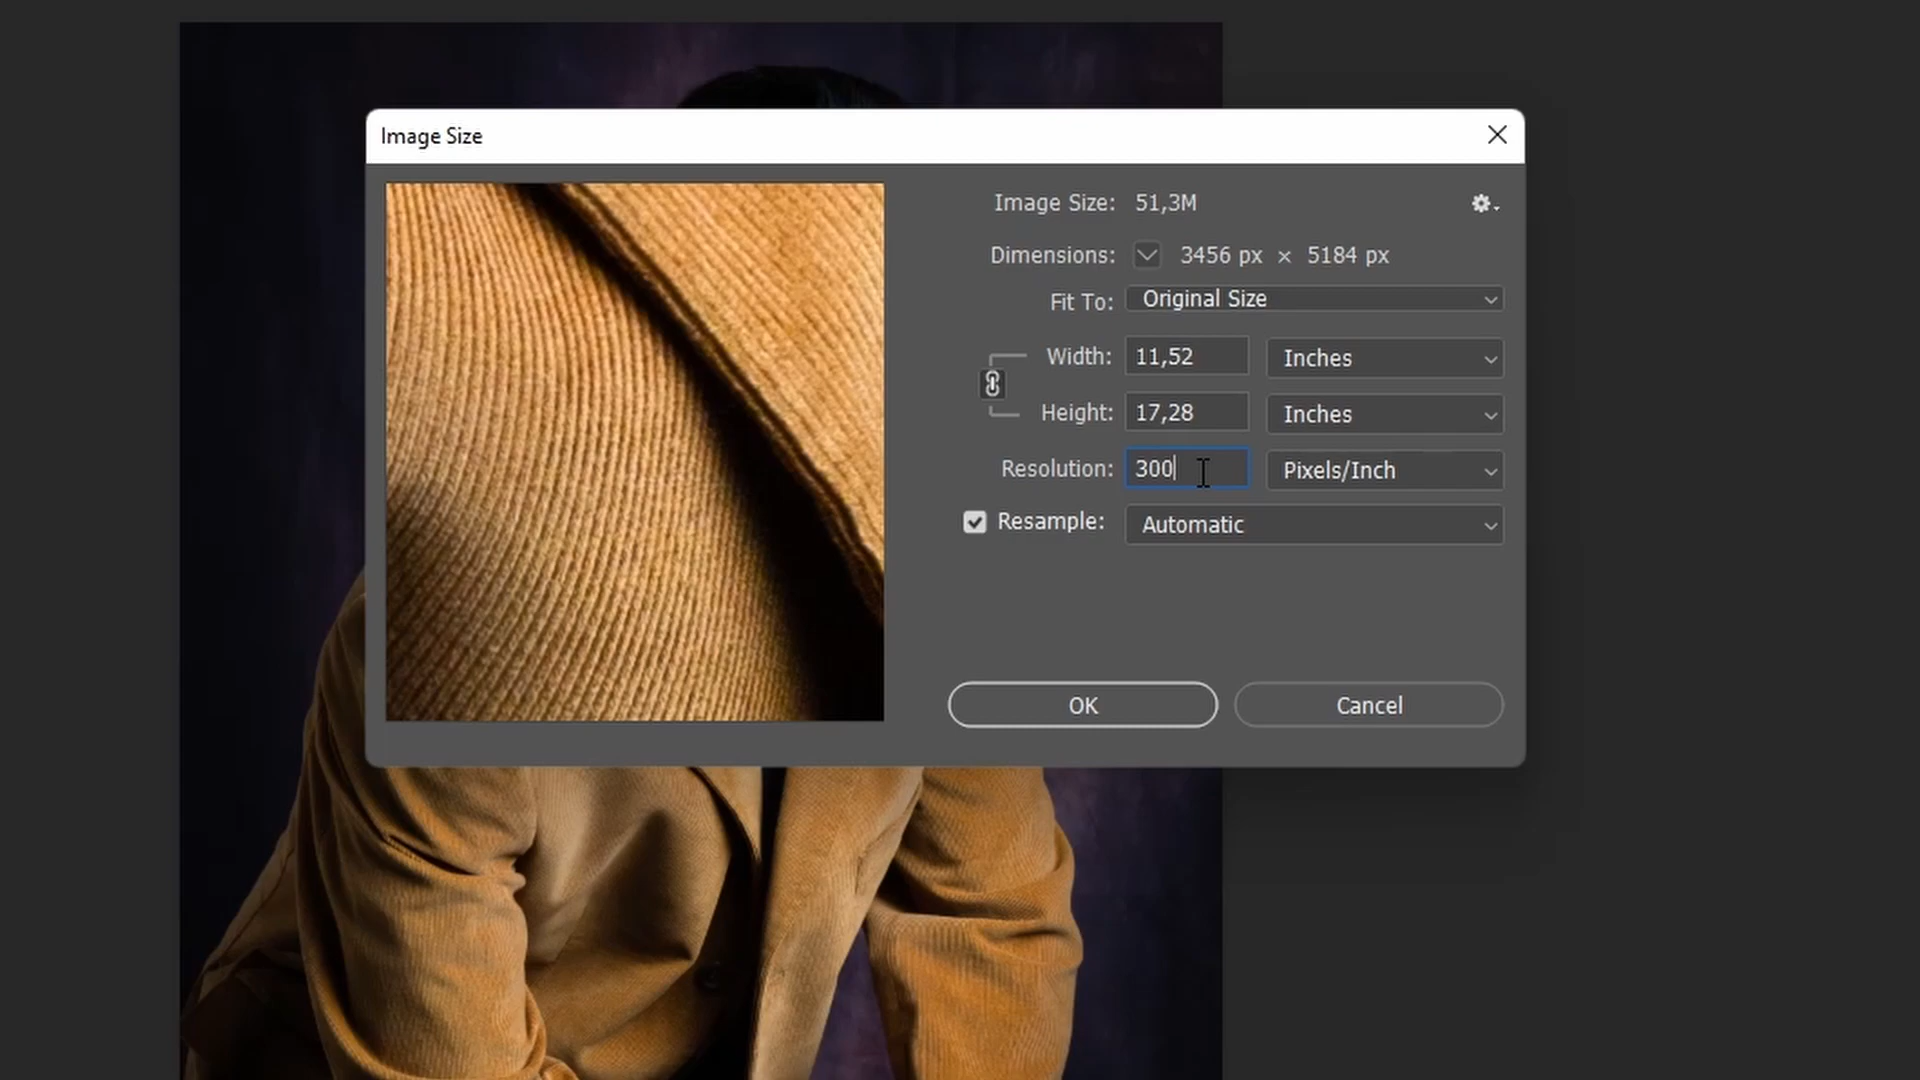 Image Size
Image Size: 51,3M
Dimensions: 3456 px × 5184 px
Fit To: Original Size
Width: 11,52 Inches
Height: 17,28 Inches
Resolution: 300 Pixels/Inch
Resample: Automatic
OK Cancel